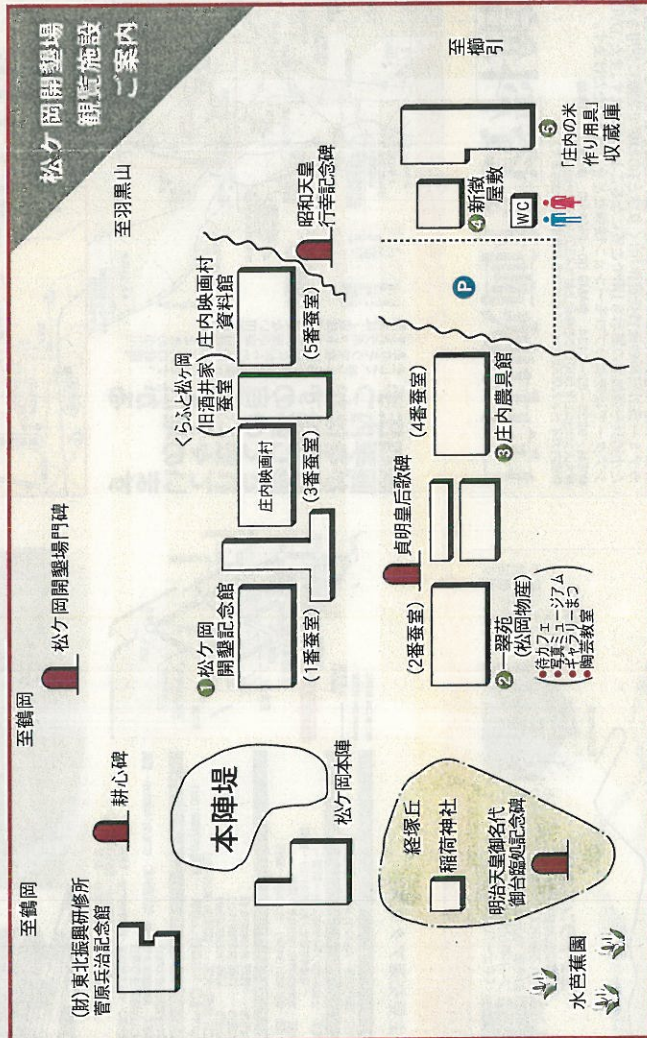 松ケ岡開墾場
観覧施設
ご案内
至鶴岡
至鶴岡
至羽黒山
至櫛引
(財)東北振興研修所
菅原兵治記念館
耕心碑
松ケ岡開墾場門碑
本陣堤
松ケ岡本陣
1 松ケ岡
開墾記念館
(1番蚕室)
庄内映画村
(3番蚕室)
くらふと松ケ岡
(旧酒井家
蚕室)
庄内映画村
資料館
(5番蚕室)
昭和天皇
行幸記念碑
経塚丘
稲荷神社
明治天皇御名代
御台臨処記念碑
水芭蕉園
(2番蚕室)
2 一翠苑
(松岡物産)
(●侍カフェ
●写真ミュージアム
●ギャラリーまつ
●陶芸教室)
貞明皇后歌碑
(4番蚕室)
3 庄内農具館
P
4 新徴
屋敷
WC
5
「庄内の米
作り用具」
収蔵庫